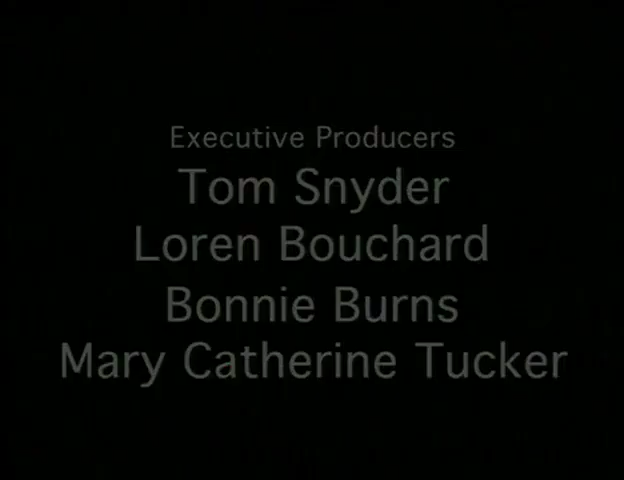 Executive Producers
Tom Snyder
Loren Bouchard
Bonnie Burns
Mary Catherine Tucker